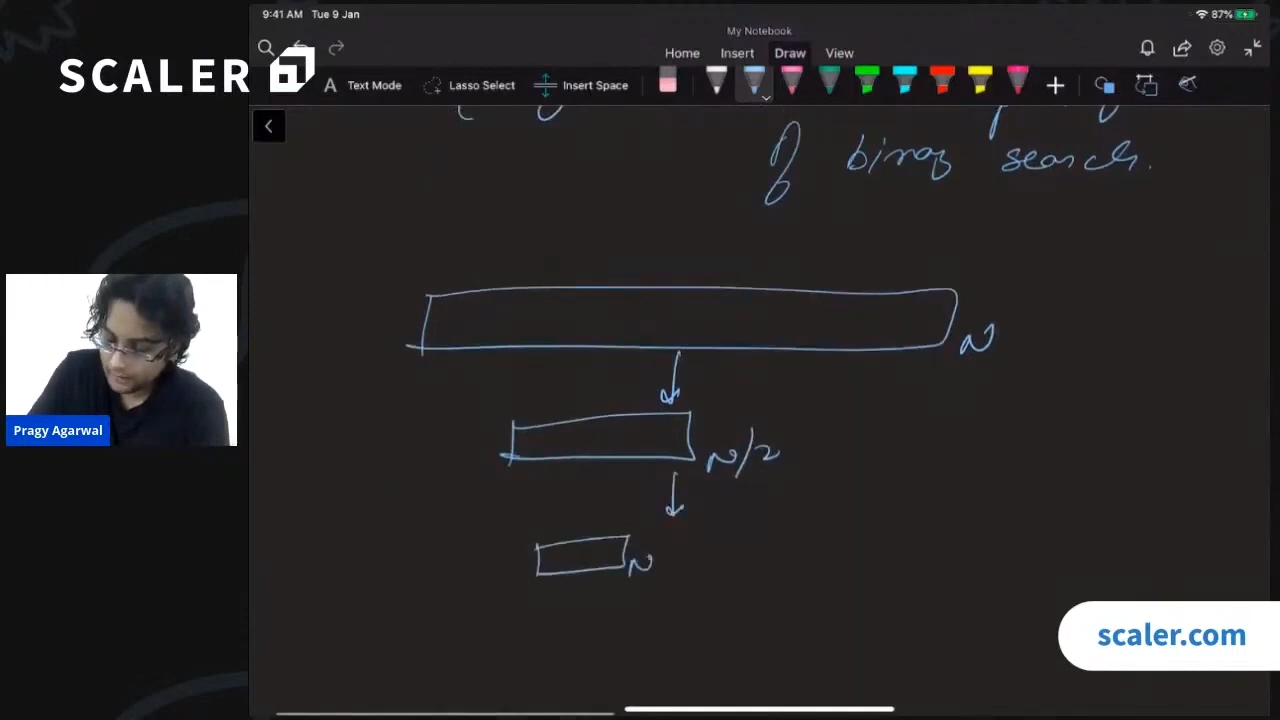 9:41 AM Tue 9 Jan
87%
My Notebook
SCALER
Home Insert Draw View
Text Mode Lasso Select Insert Space
of binary search.
N
N/2
N
Pragy Agarwal
scaler.com